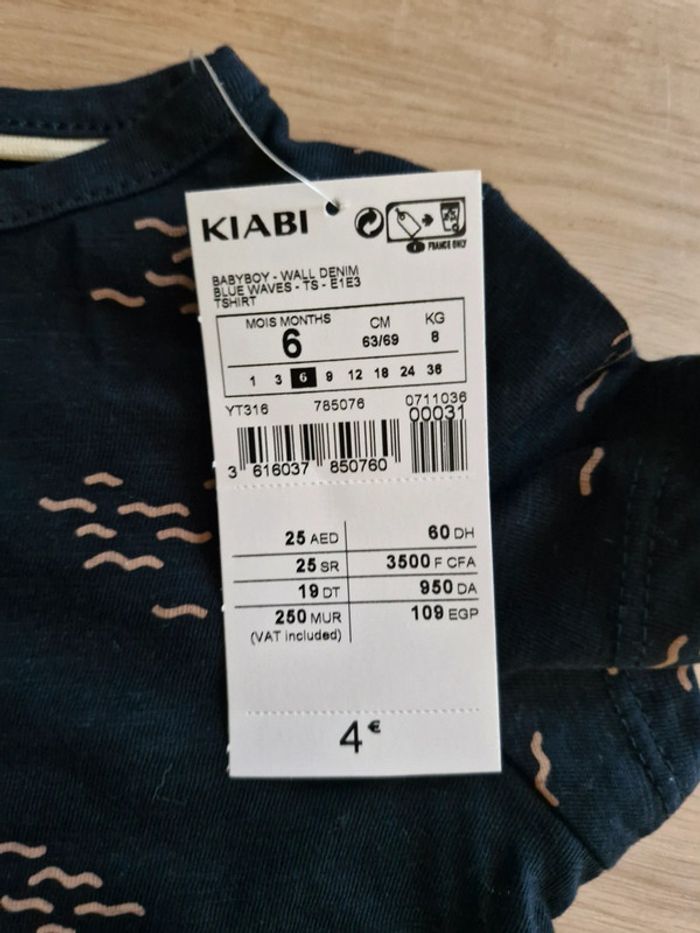 KIABI
FRANCE ONLY
BABYBOY - WALL DENIM
BLUE WAVES - TS - E1E3
TSHIRT
MOIS MONTHS CM KG
6 63/69 8
1 3 6 9 12 18 24 36
YT316 785076 0711036
00031
3 616037 850760
25 AED 60 DH
25 SR 3500 F CFA
19 DT 950 DA
250 MUR 109 EGP
(VAT included)
4€